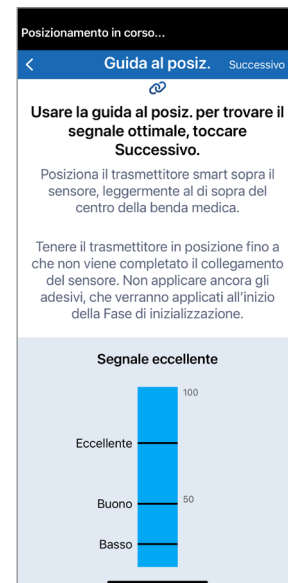 Posizionamento in corso...
Guida al posiz. Successivo
Usare la guida al posiz. per trovare il
segnale ottimale, toccare
Successivo.
Posiziona il trasmettitore smart sopra il
sensore, leggermente al di sopra del
centro della benda medica.
Tenere il trasmettitore in posizione fino a
che non viene completato il collegamento
del sensore. Non applicare ancora gli
adesivi, che verranno applicati all'inizio
della Fase di inizializzazione.
Segnale eccellente
100
Eccellente
Buono 50
Basso